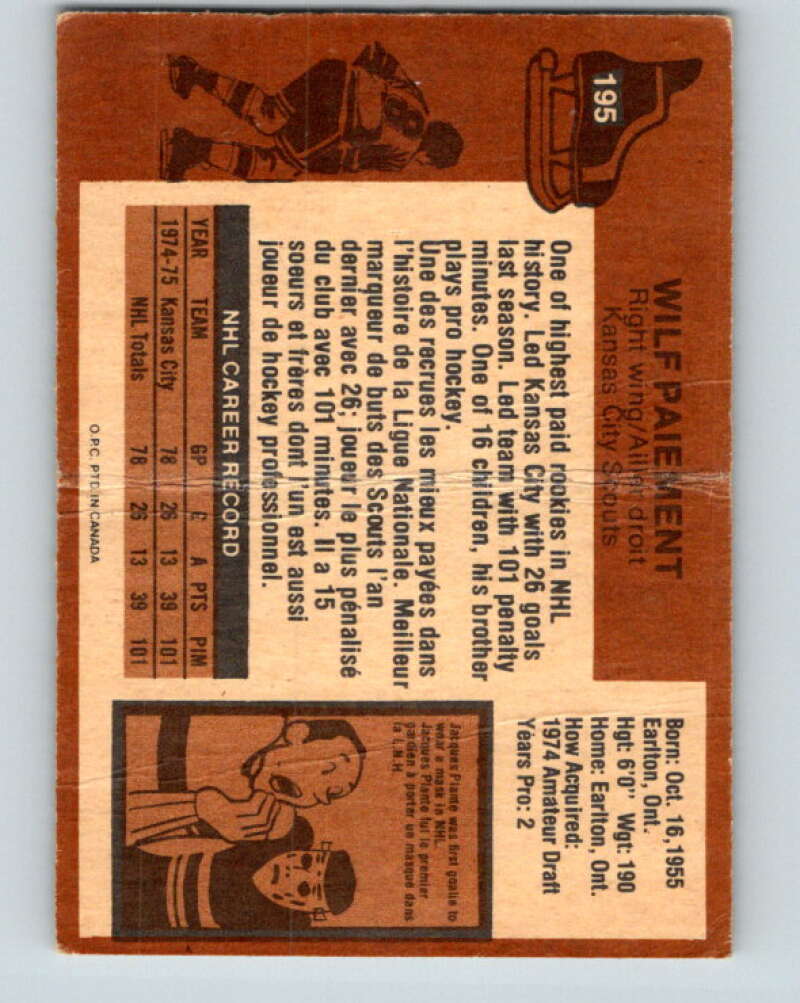 195
WILF PAIEMENT
Right wing/Ailier droit
Kansas City Scouts
Born: Oct. 16, 1955
Earlton, Ont.
Hgt: 6'0" Wgt: 190
Home: Earlton, Ont.
How Acquired:
1974 Amateur Draft
Years Pro: 2
One of highest paid rookies in NHL
history. Led Kansas City with 26 goals
last season. Led team with 101 penalty
minutes. One of 16 children, his brother
plays pro hockey.
Une des recrues les mieux payées dans
l'histoire de la Ligue Nationale. Meilleur
marqueur de buts des Scouts l'an
dernier avec 26; joueur le plus pénalisé
du club avec 101 minutes. Il a 15
soeurs et frères dont l'un est aussi
joueur de hockey professionnel.
NHL CAREER RECORD
YEAR TEAM GP G A PTS PIM
1974-75 Kansas City 78 26 13 39 101
NHL Totals 78 26 13 39 101
Jacques Plante was first goalie to
wear a mask in NHL.
Jacques Plante fut le premier
gardien à porter un masque dans
la L.N.H.
O.P.C. PTD. IN CANADA
8